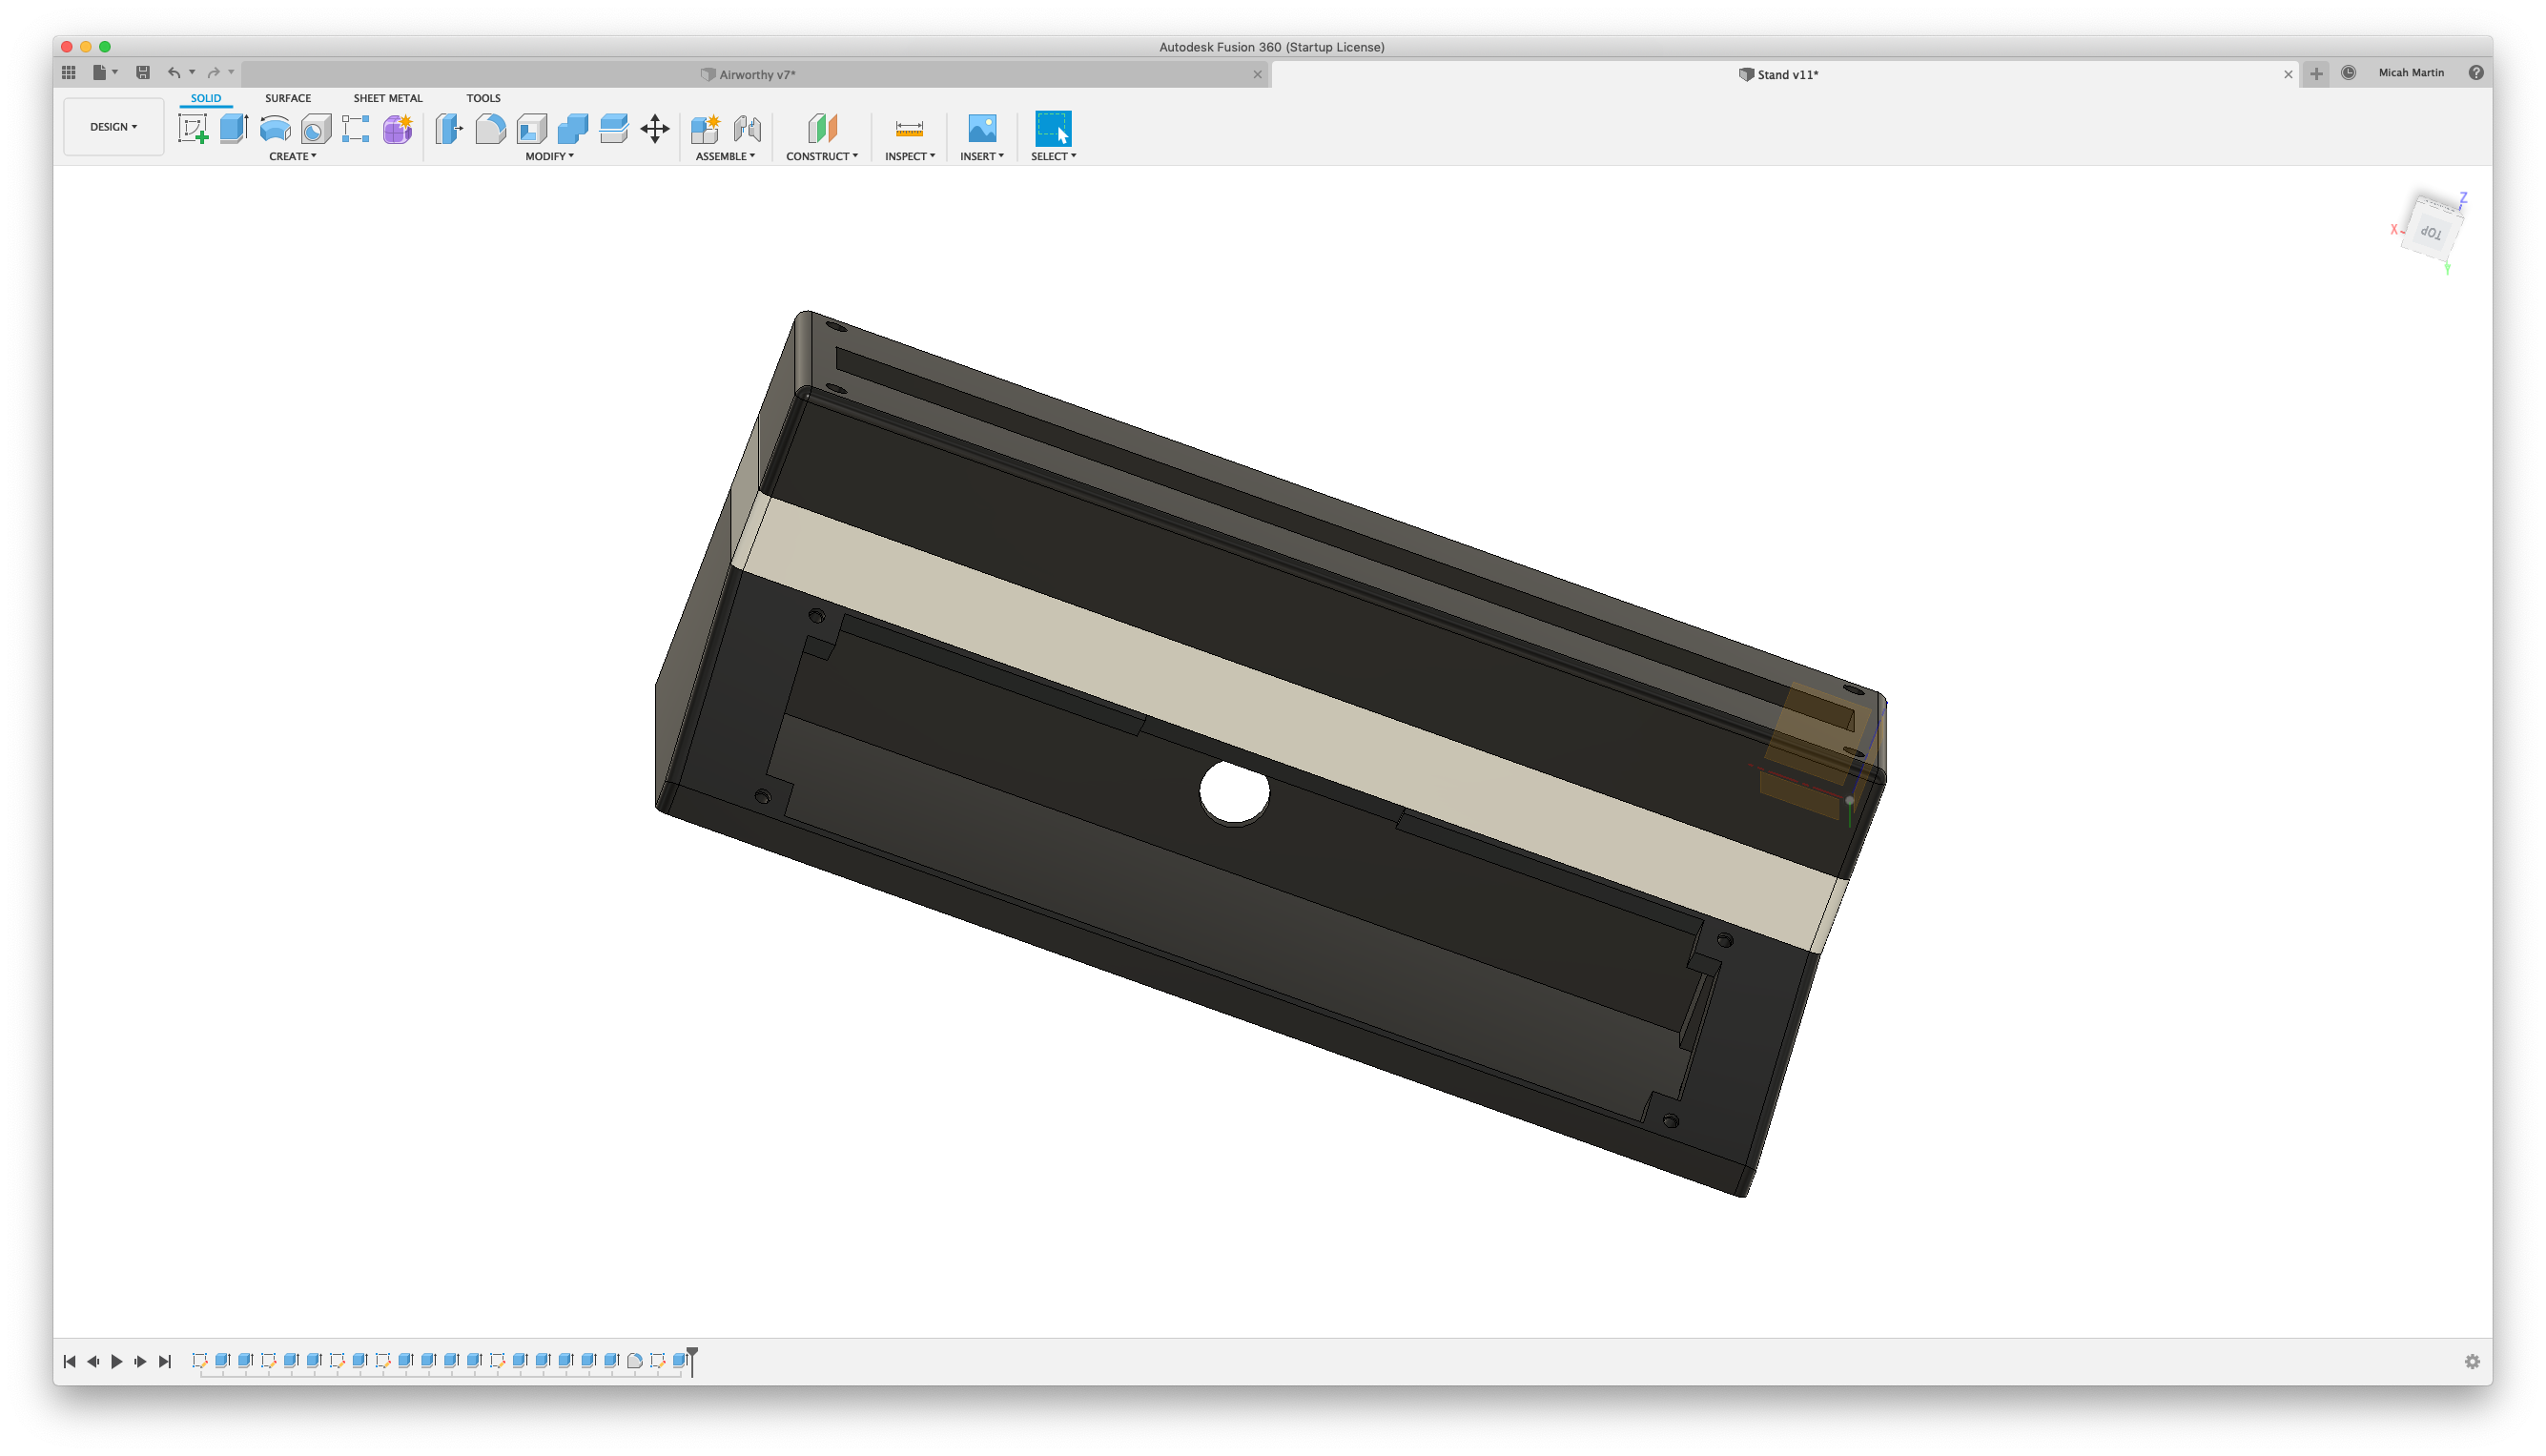 Autodesk Fusion 360 (Startup License)
Airworthy v7*
Stand v11*
Micah Martin
SOLID
SURFACE
SHEET METAL
TOOLS
DESIGN
CREATE
MODIFY
ASSEMBLE
CONSTRUCT
INSPECT
INSERT
SELECT
Z
X
TOP
Y